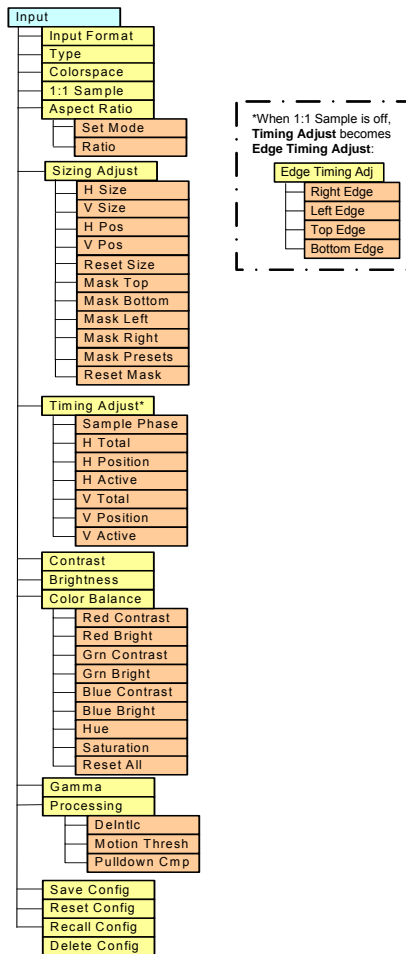 Input
Input Format
Type
Colorspace
1:1 Sample
Aspect Ratio
Set Mode
Ratio
Sizing Adjust
H Size
V Size
H Pos
V Pos
Reset Size
Mask Top
Mask Bottom
Mask Left
Mask Right
Mask Presets
Reset Mask
Timing Adjust*
Sample Phase
H Total
H Position
H Active
V Total
V Position
V Active
Contrast
Brightness
Color Balance
Red Contrast
Red Bright
Grn Contrast
Grn Bright
Blue Contrast
Blue Bright
Hue
Saturation
Reset All
Gamma
Processing
DeIntlc
Motion Thresh
Pulldown Cmp
Save Config
Reset Config
Recall Config
Delete Config
*When 1:1 Sample is off,
Timing Adjust becomes
Edge Timing Adjust:
Edge Timing Adj
Right Edge
Left Edge
Top Edge
Bottom Edge